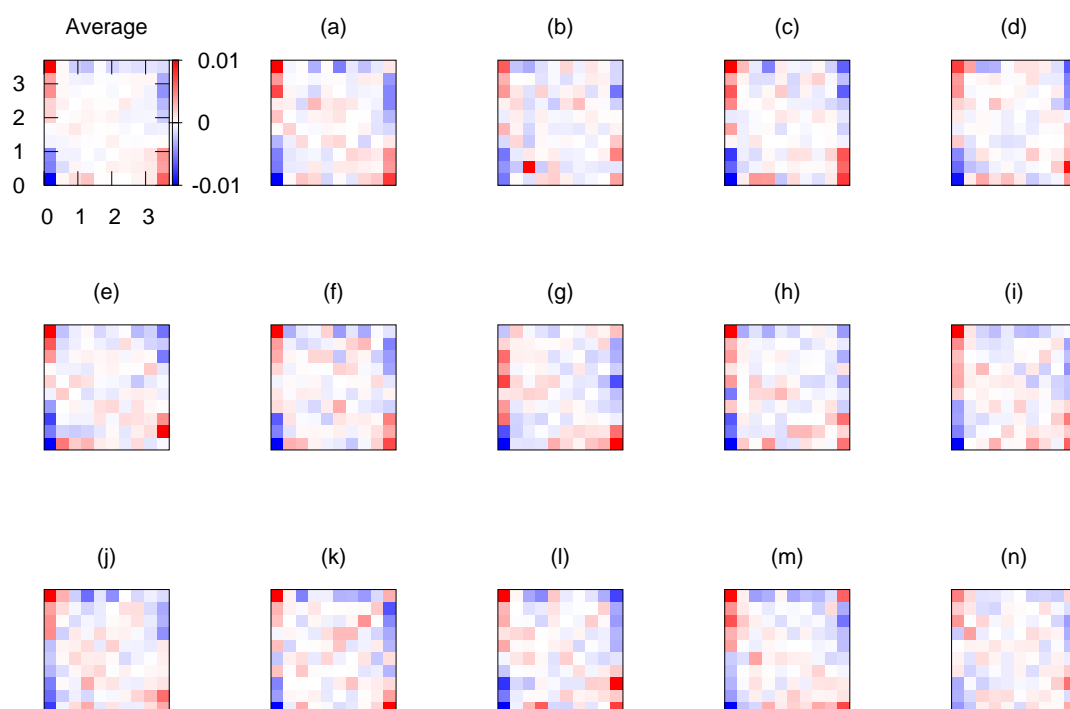 Average (a) (b) (c) (d)
0.01
3
2 0
1
0 -0.01
0 1 2 3
(e) (f) (g) (h) (i)
(j) (k) (l) (m) (n)